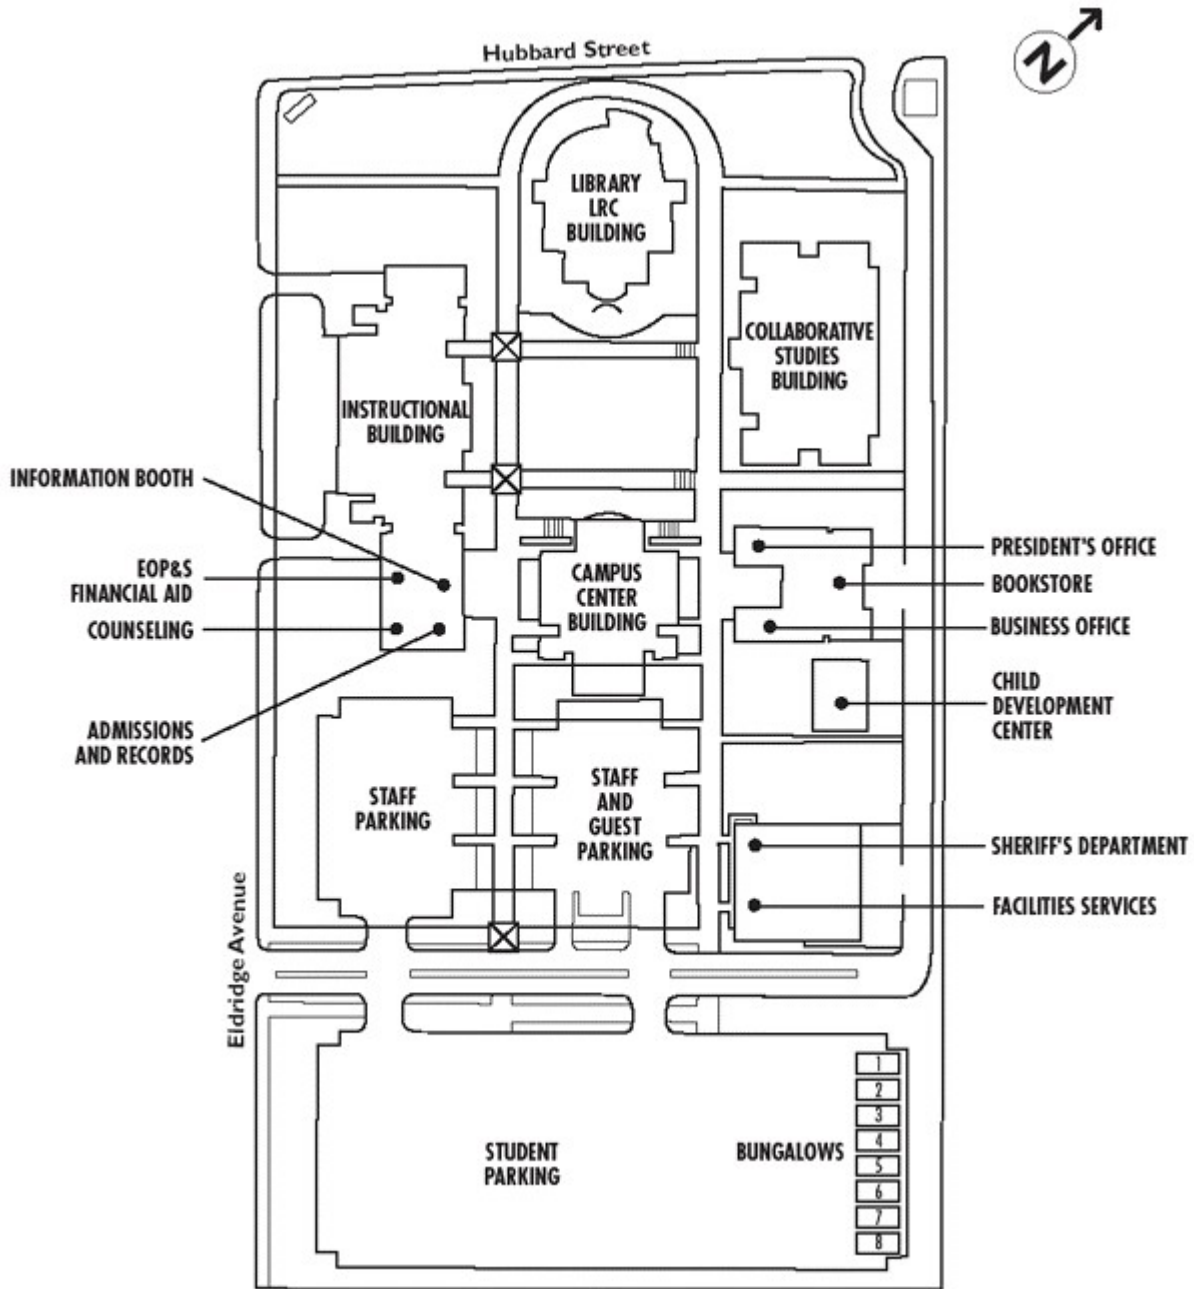 Hubbard Street
N
LIBRARY
LRC
BUILDING
COLLABORATIVE
STUDIES
BUILDING
INSTRUCTIONAL
BUILDING
INFORMATION BOOTH
EOP&S
FINANCIAL AID
COUNSELING
ADMISSIONS
AND RECORDS
CAMPUS
CENTER
BUILDING
PRESIDENT'S OFFICE
BOOKSTORE
BUSINESS OFFICE
CHILD
DEVELOPMENT
CENTER
STAFF
PARKING
STAFF
AND
GUEST
PARKING
SHERIFF'S DEPARTMENT
FACILITIES SERVICES
Eldridge Avenue
STUDENT
PARKING
BUNGALOWS
1
2
3
4
5
6
7
8